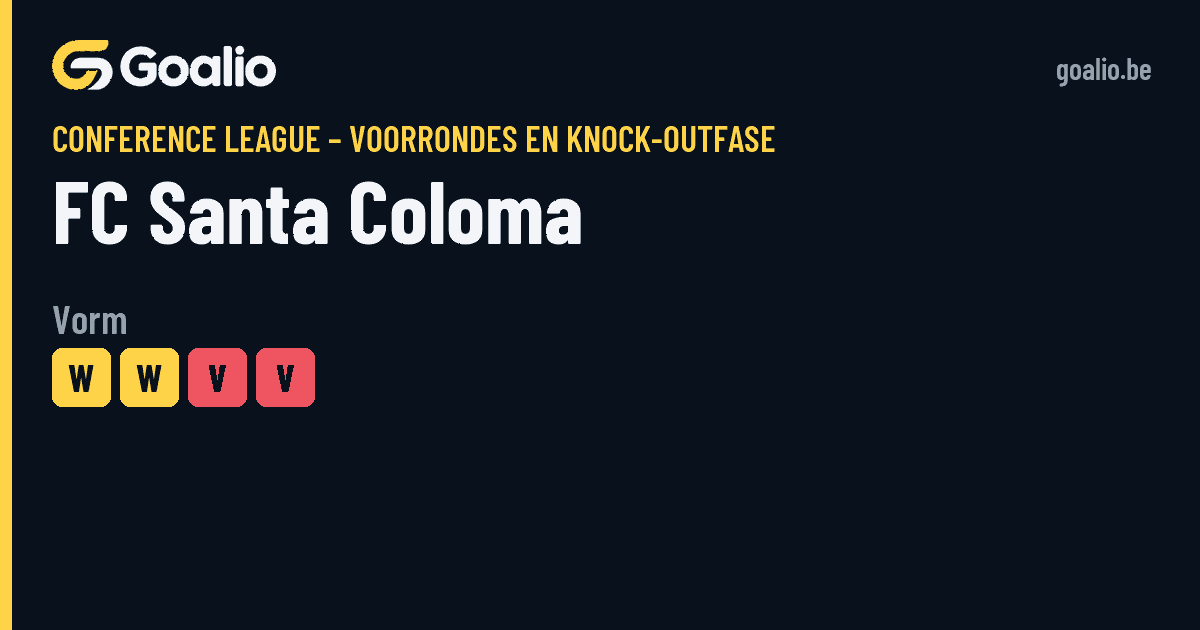 Goalio
goalio.be
CONFERENCE LEAGUE – VOORRONDES EN KNOCK-OUTFASE
FC Santa Coloma
Vorm
W W V V